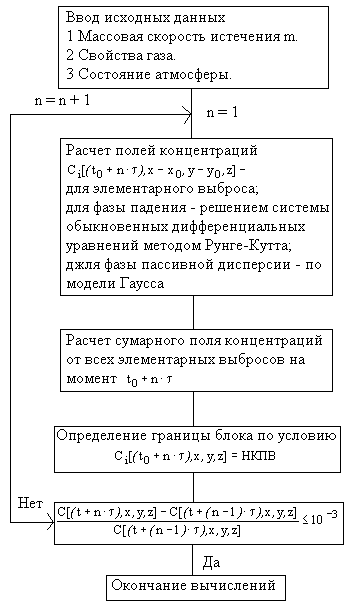 Ввод исходных данных
1 Массовая скорость истечения m.
2 Свойства газа.
3 Состояние атмосферы.
n = n + 1
n = 1
Расчет полей концентраций
Ci[(t0 + n · τ), x − x0, y − y0, z] −
для элементарного выброса;
для фазы падения - решением системы
обыкновенных дифференциальных
уравнений методом Рунге-Кутта;
джля фазы пассивной дисперсии - по
модели Гаусса
Расчет сумарного поля концентраций
от всех элементарных выбросов на
момент t0 + n · τ
Определение границы блока по условию
Ci[(t0 + n · τ), x, y, z] = НКПВ
Нет
C[(t + n · τ), x, y, z] − C[(t + (n − 1) · τ), x, y, z]
C[(t + (n − 1) · τ), x, y, z]
≤ 10 −3
Да
Окончание вычислений